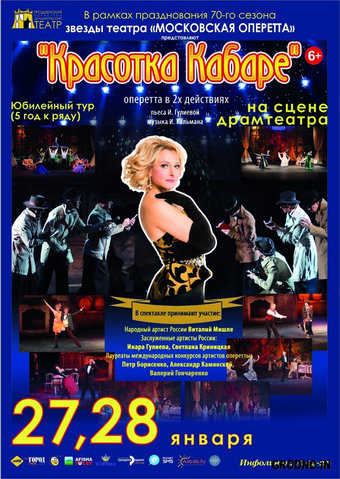 ГРОДНЕНСКИЙ
ТЕАТР
В рамках празднования 70-го сезона
звезды театра «МОСКОВСКАЯ ОПЕРЕТТА»
представляют
"Красотка Кабаре"
6+
оперетта в 2х действиях
пьеса И. Гулиевой
музыка И. Кальмана
Юбилейный тур
(5 год к ряду)
на сцене
драмтеатра
В спектакле принимают участие:
Народный артист России Виталий Мишле
Заслуженные артисты России:
Инара Гулиева, Светлана Криницкая
Лауреаты международных конкурсов артистов оперетты:
Петр Борисенко, Александр Каминский,
Валерий Гончаренко
27,28
января
ГОРОД
AFISHA